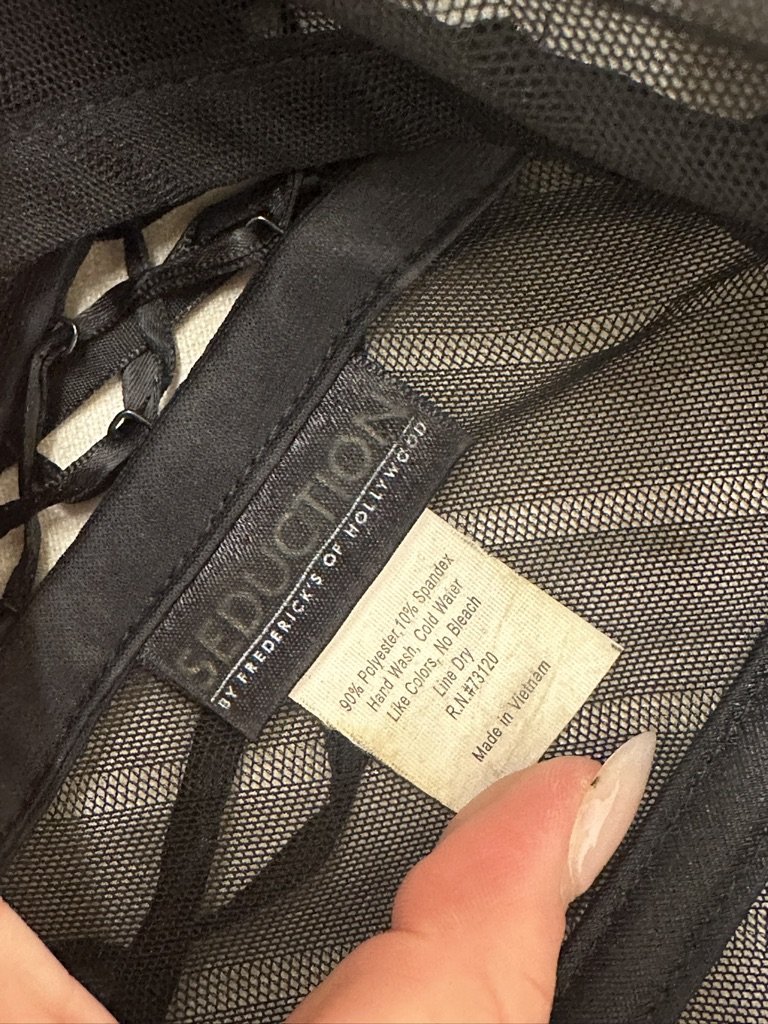 SEDUCTION
BY FREDERICK'S OF HOLLYWOOD
90% Polyester, 10% Spandex
Hand Wash, Cold Water
Like Colors, No Bleach
Line Dry
R.N.#73120
Made in Vietnam